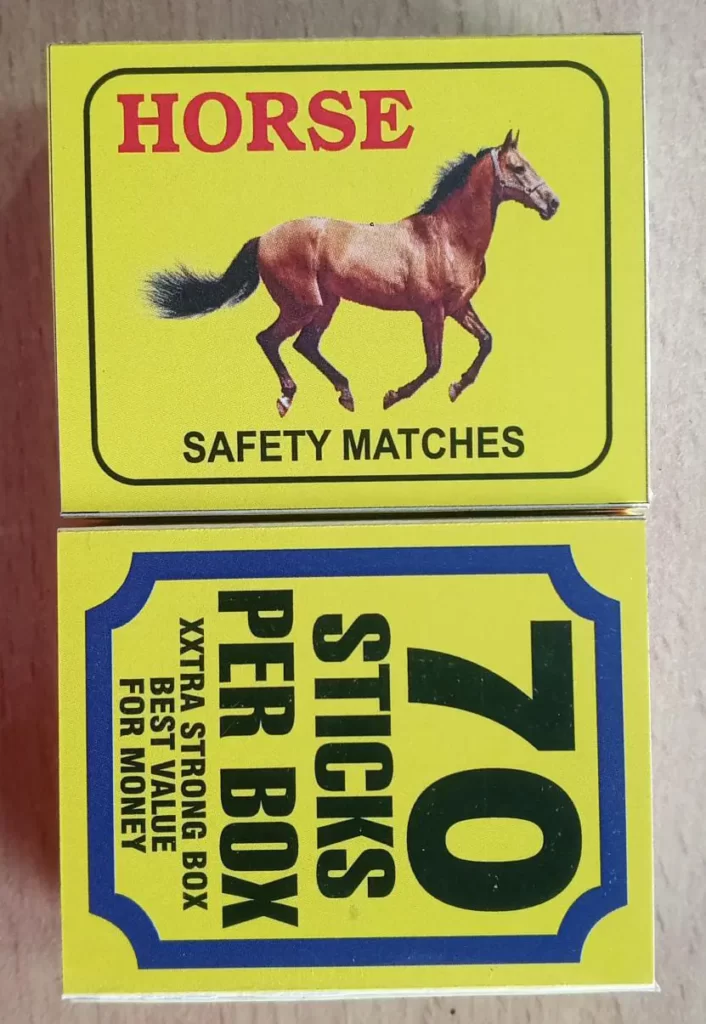 HORSE
SAFETY MATCHES
70
STICKS
PER BOX
XXTRA STRONG BOX
BEST VALUE
FOR MONEY